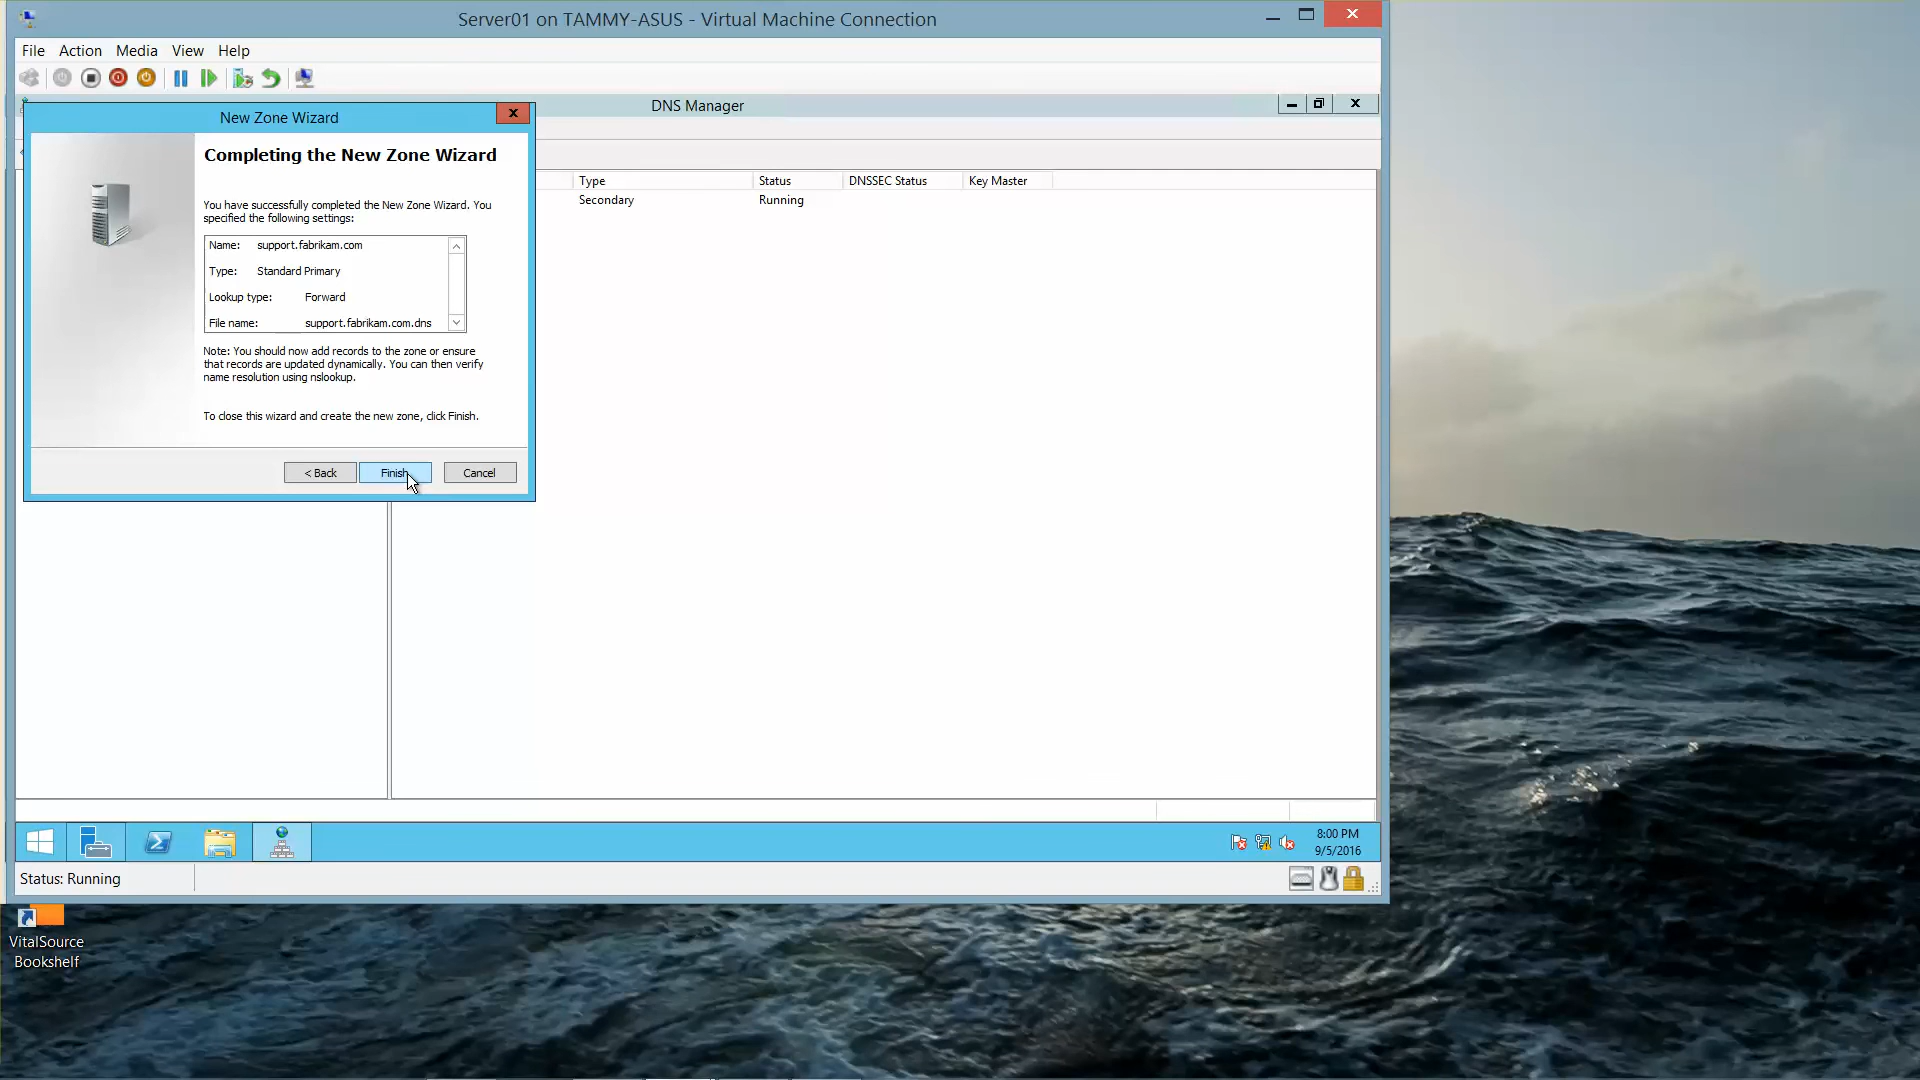 Server01 on TAMMY-ASUS - Virtual Machine Connection
File Action Media View Help
DNS Manager
New Zone Wizard
Completing the New Zone Wizard
You have successfully completed the New Zone Wizard. You
specified the following settings:
Name: support.fabrikam.com
Type: Standard Primary
Lookup type: Forward
File name: support.fabrikam.com.dns
Note: You should now add records to the zone or ensure
that records are updated dynamically. You can then verify
name resolution using nslookup.
To close this wizard and create the new zone, click Finish.
< Back Finish Cancel
Type Status DNSSEC Status Key Master
Secondary Running
8:00 PM
9/5/2016
Status: Running
VitalSource
Bookshelf